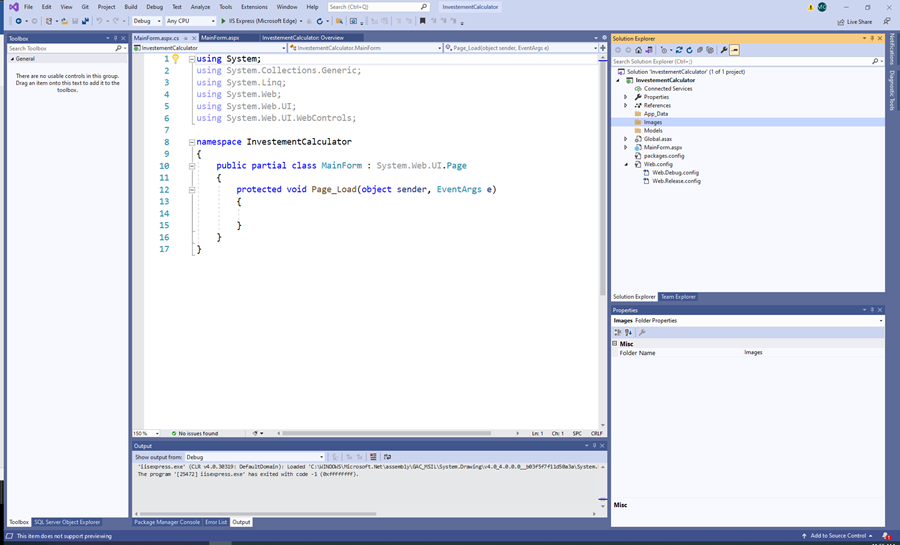 File Edit View Git Project Build Debug Test Analyze Tools Extensions Window Help Search (Ctrl+Q) InvestementCalculator MC
Debug Any CPU IIS Express (Microsoft Edge) Live Share
Toolbox
Search Toolbox
General
There are no usable controls in this group.
Drag an item onto this text to add it to the
toolbox.
MainForm.aspx.cs MainForm.aspx InvestementCalculator: Overview
InvestementCalculator InvestementCalculator.MainForm Page_Load(object sender, EventArgs e)
1 using System;
2 using System.Collections.Generic;
3 using System.Linq;
4 using System.Web;
5 using System.Web.UI;
6 using System.Web.UI.WebControls;
7
8 namespace InvestementCalculator
9 {
10 public partial class MainForm : System.Web.UI.Page
11 {
12 protected void Page_Load(object sender, EventArgs e)
13 {
14
15 }
16 }
17 }
150 % No issues found Ln: 1 Ch: 1 SPC CRLF
Output
Show output from: Debug
'iisexpress.exe' (CLR v4.0.30319: DefaultDomain): Loaded 'C:\WINDOWS\Microsoft.Net\assembly\GAC_MSIL\System.Drawing\v4.0_4.0.0.0__b03f5f7f11d50a3a\System.
The program '[25472] iisexpress.exe' has exited with code -1 (0xffffffff).
Solution Explorer
Search Solution Explorer (Ctrl+;)
Solution 'InvestementCalculator' (1 of 1 project)
InvestementCalculator
Connected Services
Properties
References
App_Data
Images
Models
Global.asax
MainForm.aspx
packages.config
Web.config
Web.Debug.config
Web.Release.config
Solution Explorer Team Explorer
Properties
Images Folder Properties
Misc
Folder Name Images
Misc
Notifications
Diagnostic Tools
Toolbox SQL Server Object Explorer Package Manager Console Error List Output
This item does not support previewing Add to Source Control